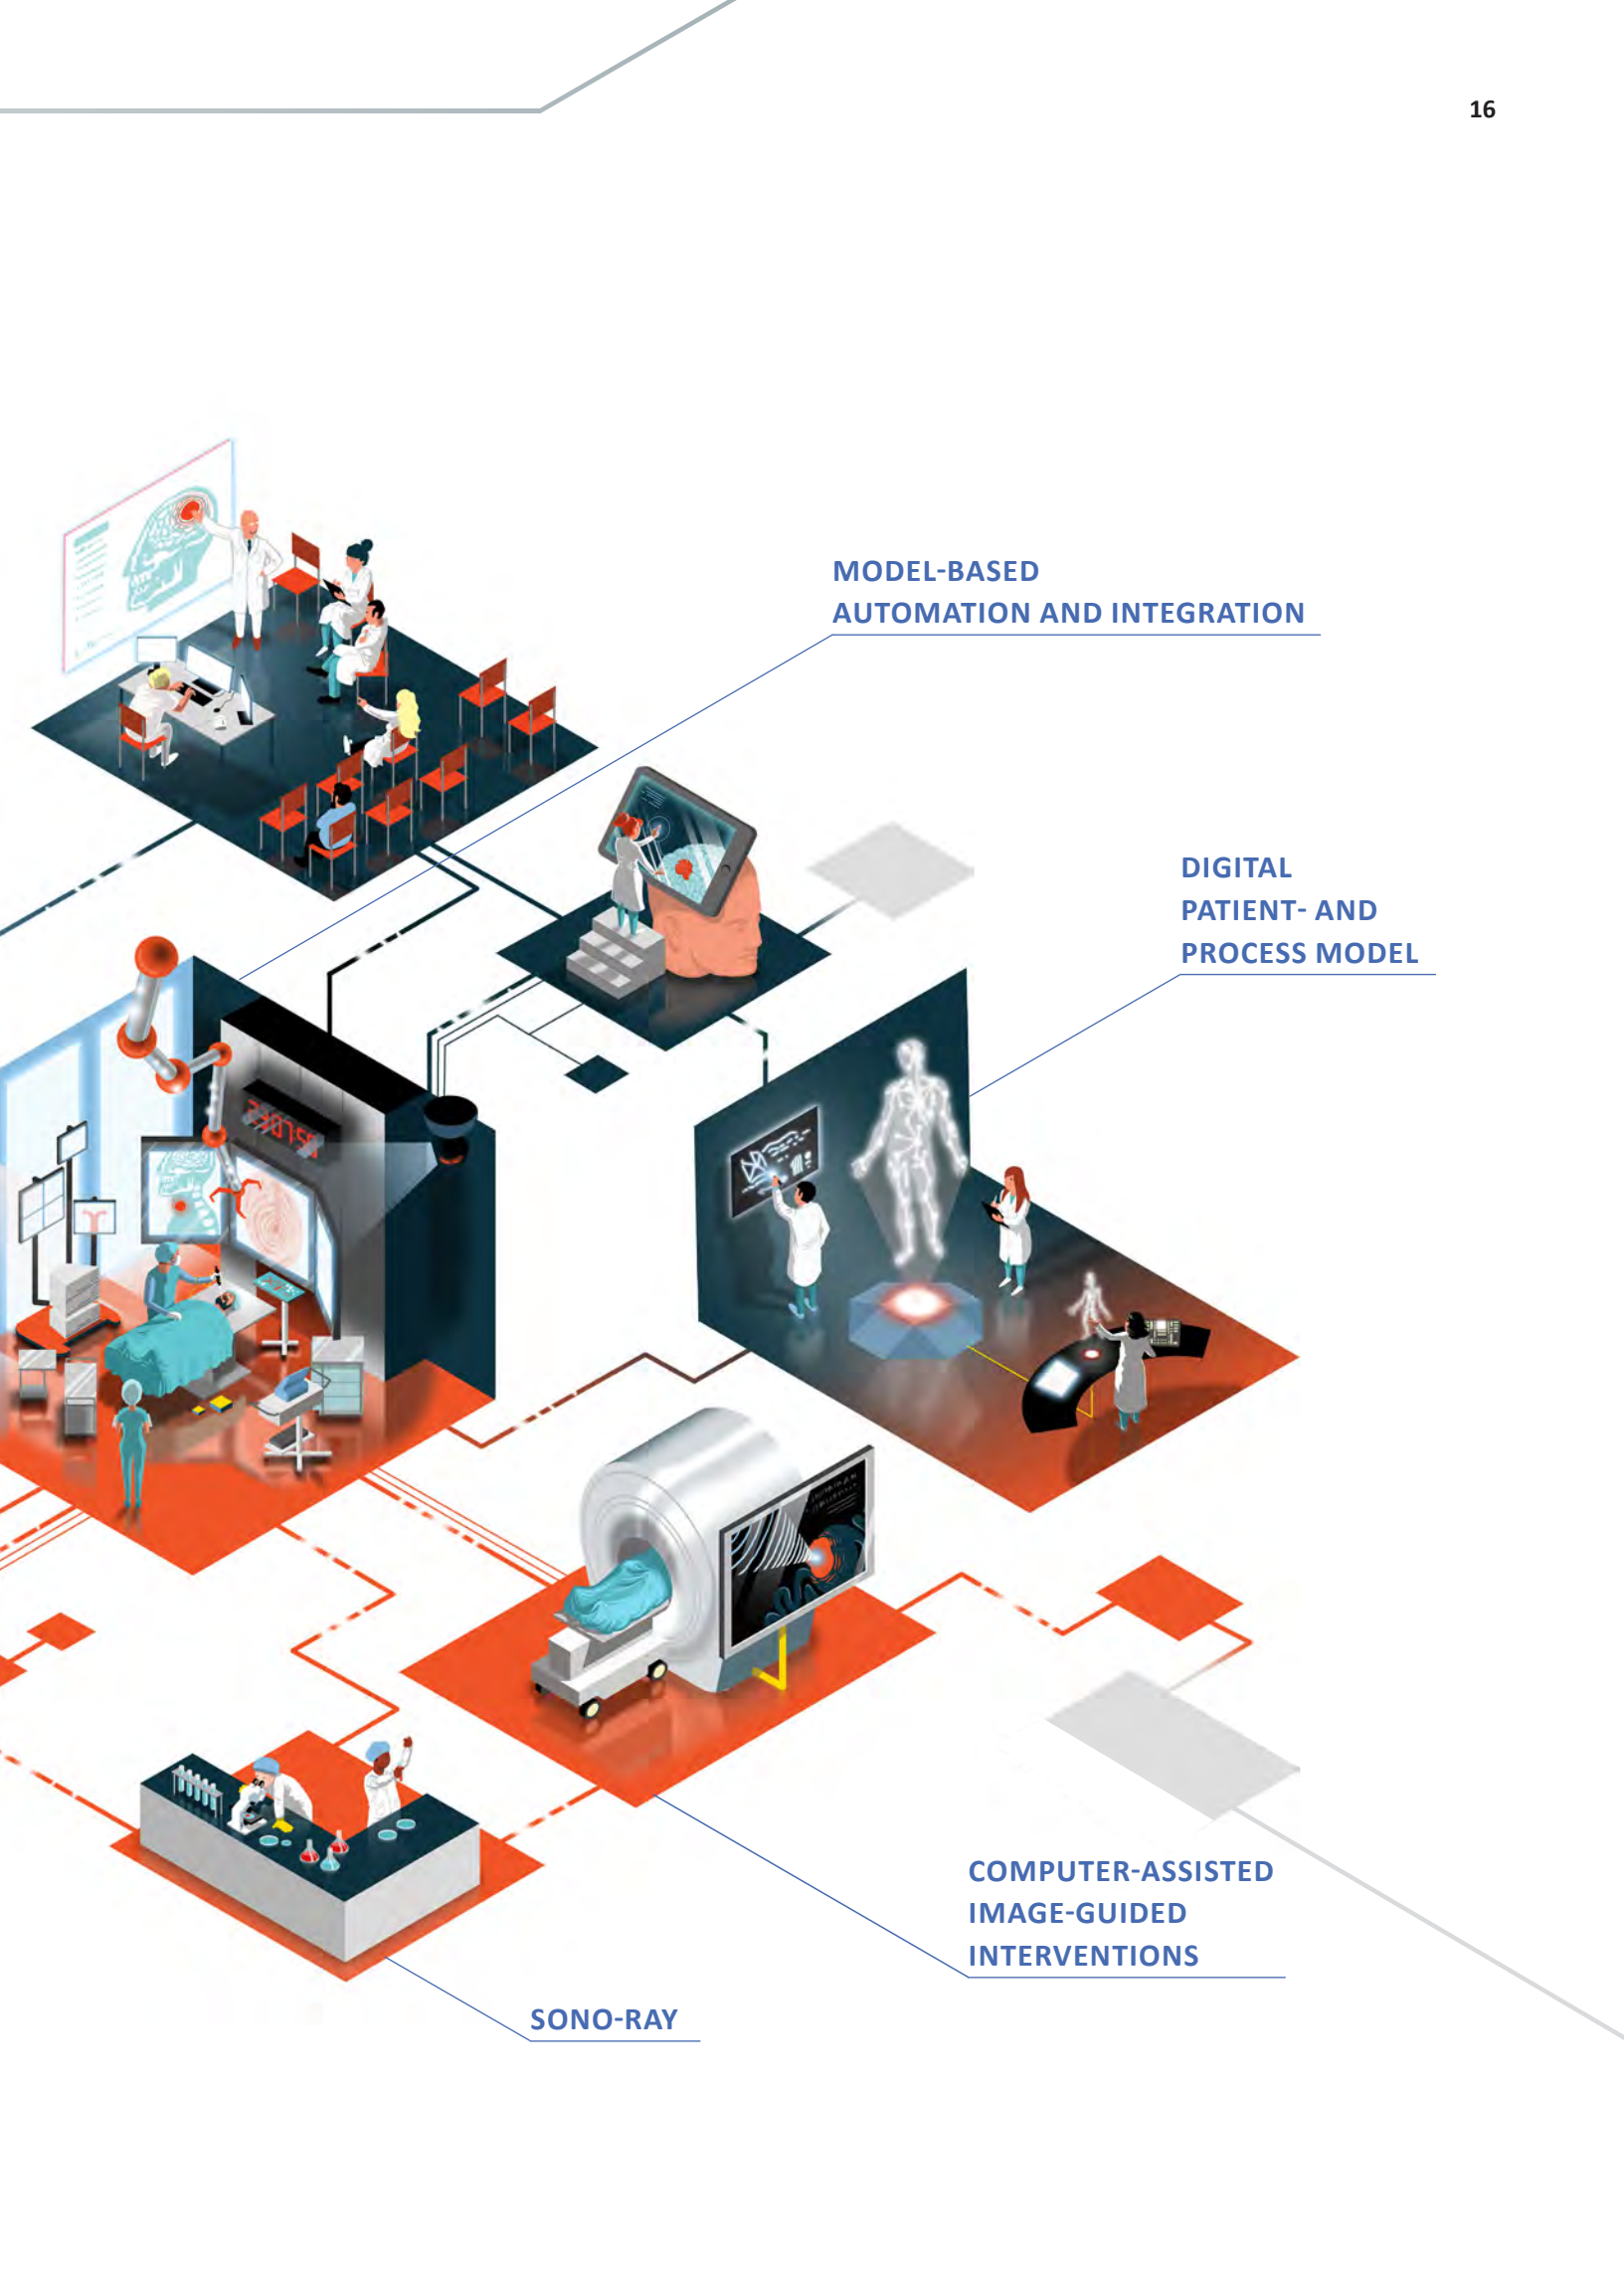 16
MODEL-BASED
AUTOMATION AND INTEGRATION
DIGITAL
PATIENT- AND
PROCESS MODEL
COMPUTER-ASSISTED
IMAGE-GUIDED
INTERVENTIONS
SONO-RAY